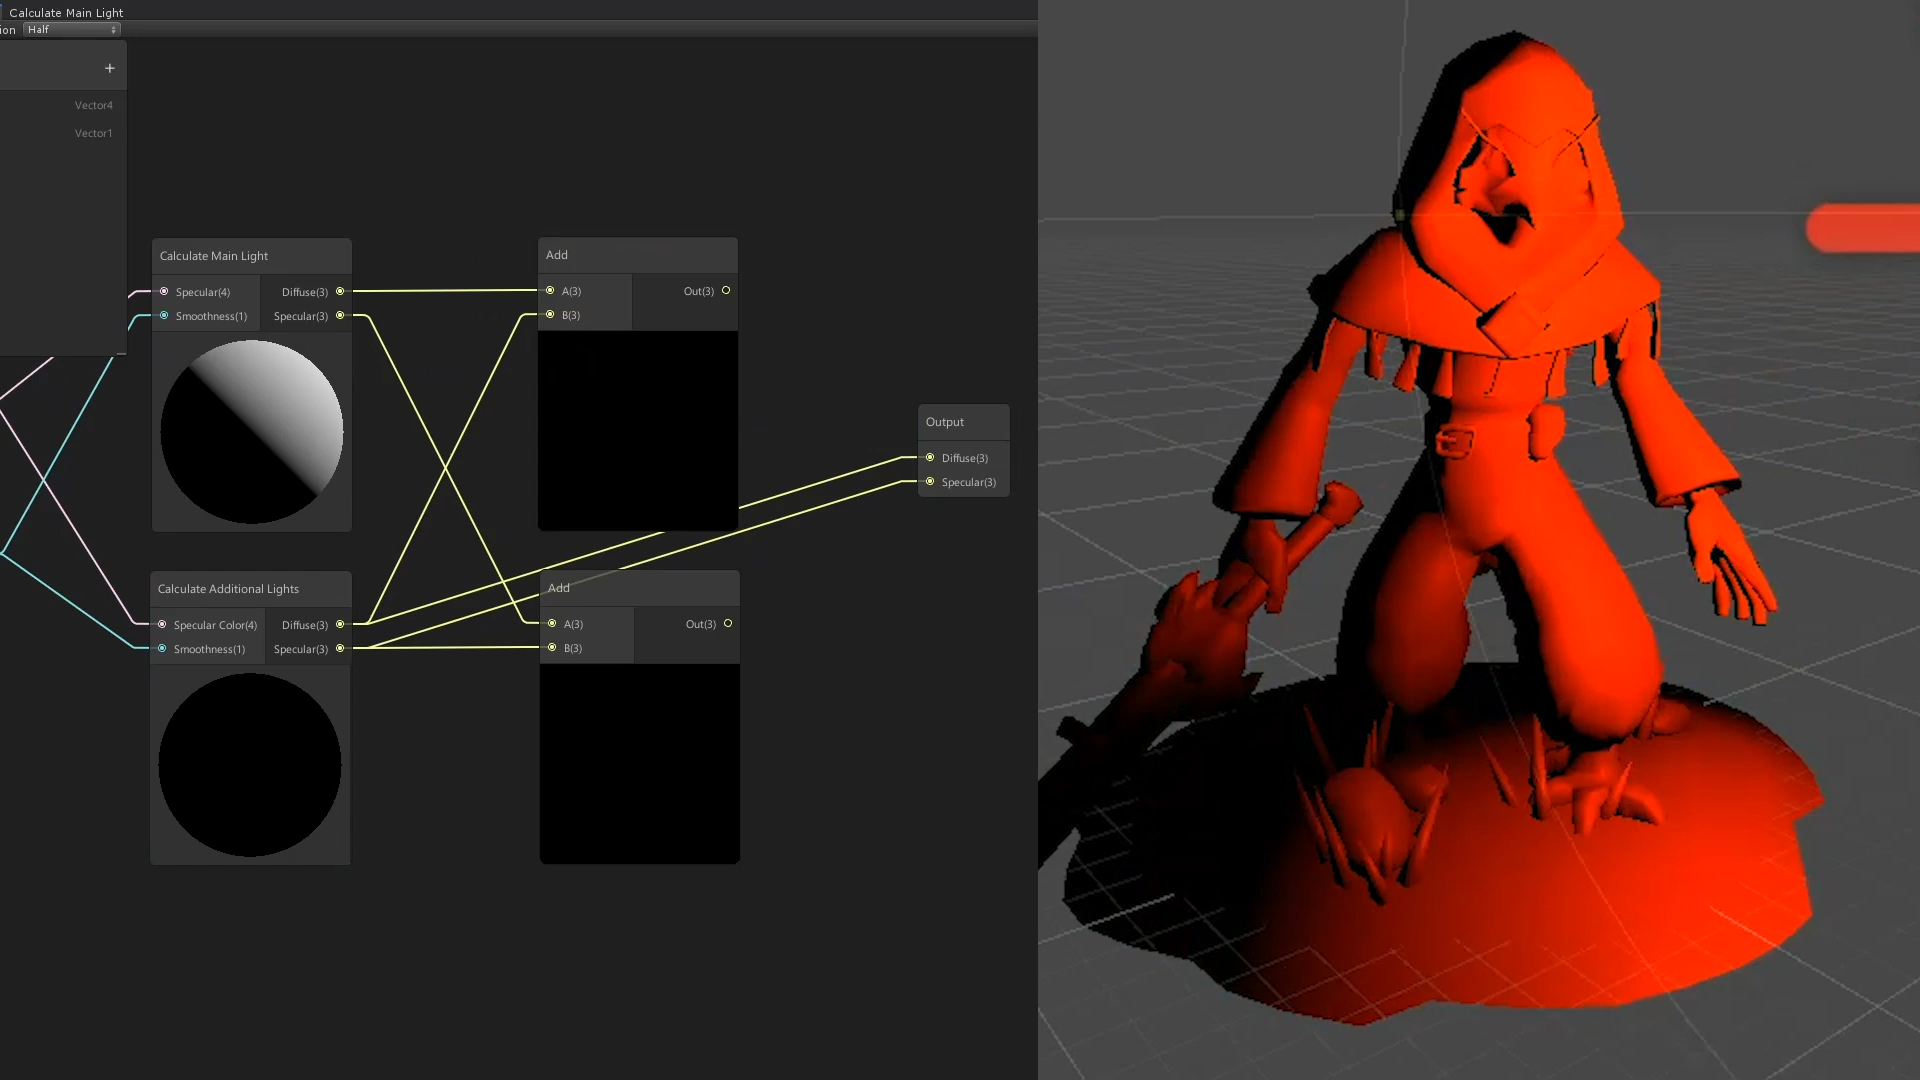 Calculate Main Light
ion Half
+
Vector4
Vector1
Calculate Main Light
Specular(4) Diffuse(3)
Smoothness(1) Specular(3)
Add
A(3) Out(3)
B(3)
Output
Diffuse(3)
Specular(3)
Calculate Additional Lights
Specular Color(4) Diffuse(3)
Smoothness(1) Specular(3)
Add
A(3) Out(3)
B(3)